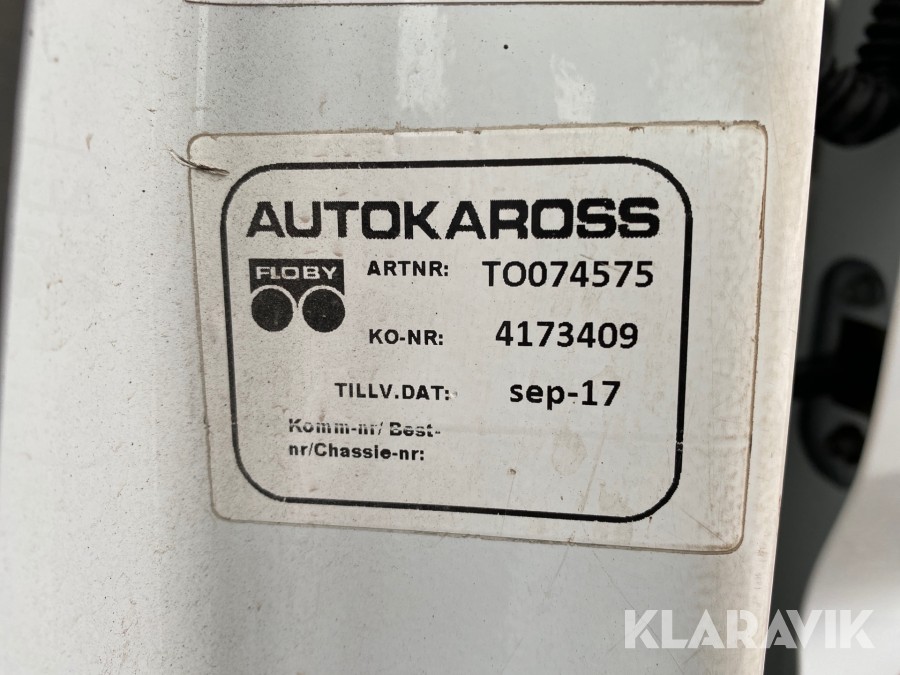 AUTOKAROSS
FLOBY
ARTNR: TO074575
KO-NR: 4173409
TILLV.DAT: sep-17
Komm-nr/ Best-
nr/Chassie-nr:
KLARAVIK